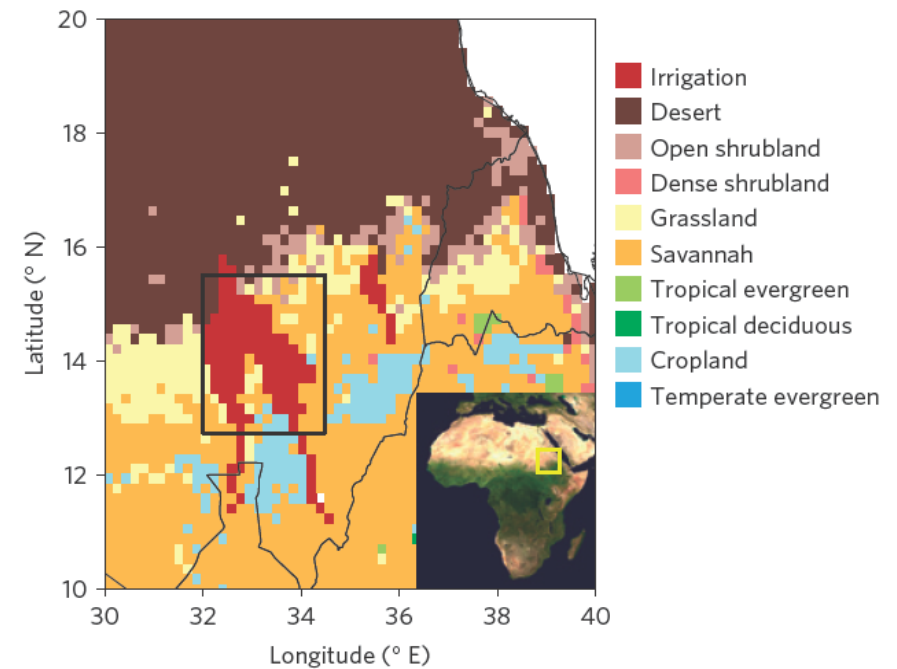 20
18
16
14
12
10
30
32
34
36
38
40
Latitude (° N)
Longitude (° E)
Irrigation
Desert
Open shrubland
Dense shrubland
Grassland
Savannah
Tropical evergreen
Tropical deciduous
Cropland
Temperate evergreen